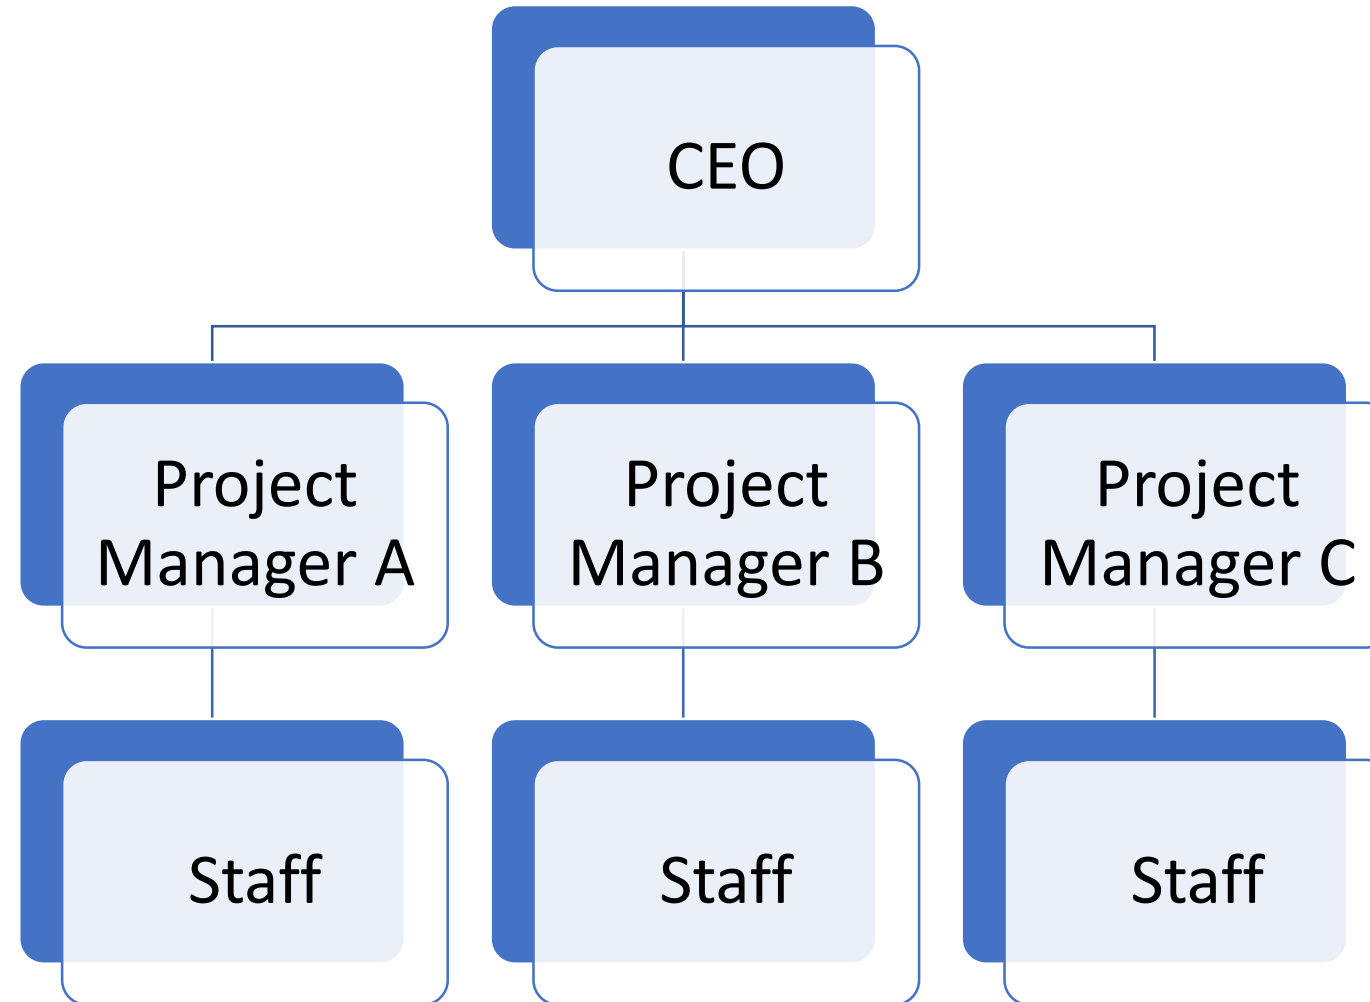 CEO
Project
Manager A
Project
Manager B
Project
Manager C
Staff
Staff
Staff